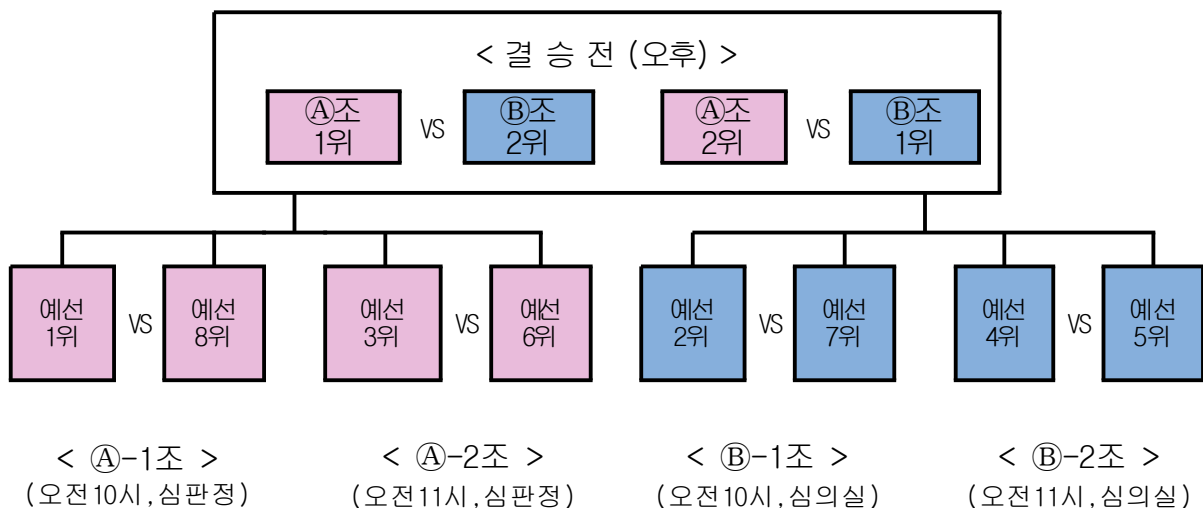 < 결 승 전 (오후) >
Ⓐ조
1위
VS
Ⓑ조
2위
Ⓐ조
2위
VS
Ⓑ조
1위
예선
1위
VS
예선
8위
예선
3위
VS
예선
6위
예선
2위
VS
예선
7위
예선
4위
VS
예선
5위
< Ⓐ-1조 >
(오전10시,심판정)
< Ⓐ-2조 >
(오전11시,심판정)
< Ⓑ-1조 >
(오전10시,심의실)
< Ⓑ-2조 >
(오전11시,심의실)